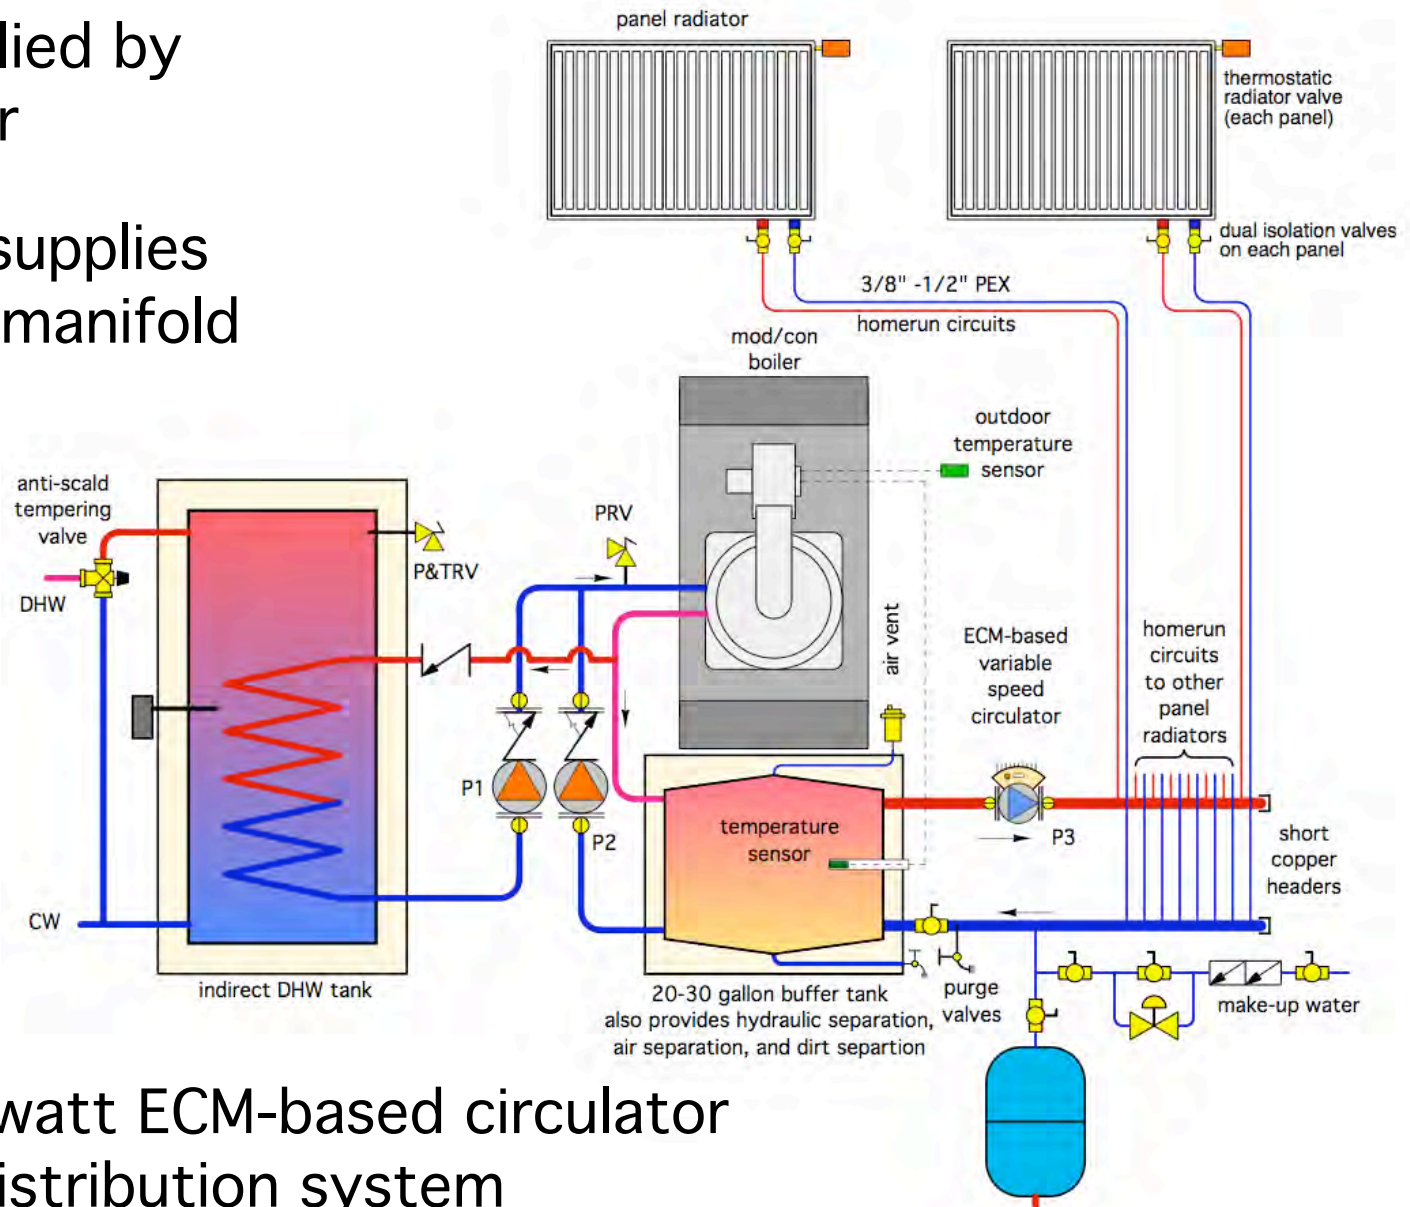 lied by
r
supplies
manifold
panel radiator
thermostatic
radiator valve
(each panel)
dual isolation valves
on each panel
3/8" -1/2" PEX
homerun circuits
mod/con
boiler
outdoor
temperature
sensor
anti-scald
tempering
valve
DHW
PRV
P&TRV
air vent
ECM-based
variable
speed
circulator
homerun
circuits
to other
panel
radiators
P1
P2
temperature
sensor
P3
short
copper
headers
CW
indirect DHW tank
20-30 gallon buffer tank
also provides hydraulic separation,
air separation, and dirt separtion
purge
valves
make-up water
watt ECM-based circulator
istribution system